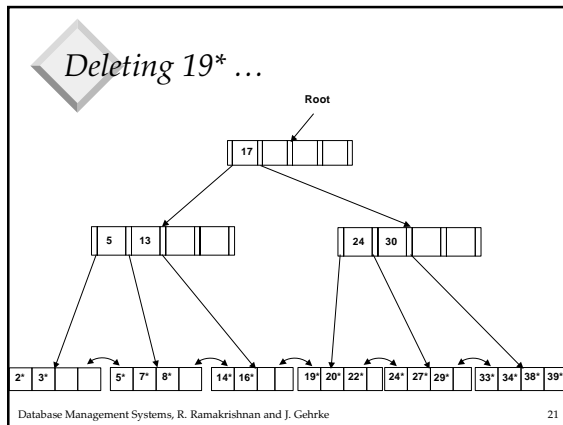 Deleting 19* ...
Root
17
5 13
24 30
2* 3* 5* 7* 8* 14* 16* 19* 20* 22* 24* 27* 29* 33* 34* 38* 39*
Database Management Systems, R. Ramakrishnan and J. Gehrke 21